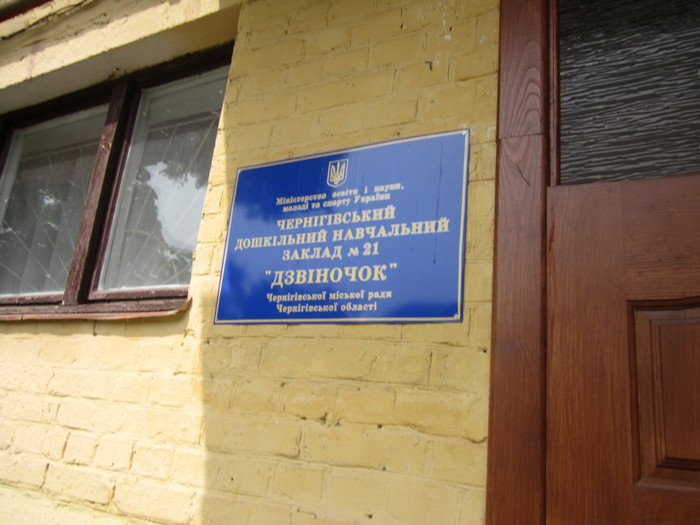 Міністерство освіти і науки,
молоді та спорту України
ЧЕРНІГІВСЬКИЙ
ДОШКІЛЬНИЙ НАВЧАЛЬНИЙ
ЗАКЛАД № 21
"ДЗВІНОЧОК"
Чернігівської міської ради
Чернігівської області